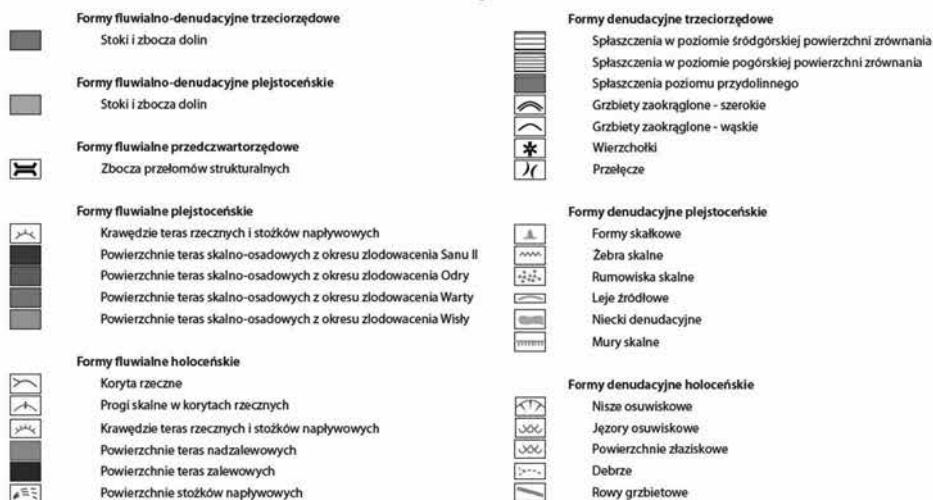 Formy fluwialno-denudacyjne trzeciorzędowe
Stoki i zbocza dolin
Formy fluwialno-denudacyjne plejstoceńskie
Stoki i zbocza dolin
Formy fluwialne przedczwartorzędowe
Zbocza przełomów strukturalnych
Formy fluwialne plejstoceńskie
Krawędzie teras rzecznych i stożków napływowych
Powierzchnie teras skalno-osadowych z okresu zlodowacenia Sanu II
Powierzchnie teras skalno-osadowych z okresu zlodowacenia Odry
Powierzchnie teras skalno-osadowych z okresu zlodowacenia Warty
Powierzchnie teras skalno-osadowych z okresu zlodowacenia Wisły
Formy fluwialne holoceńskie
Koryta rzeczne
Progi skalne w korytach rzecznych
Krawędzie teras rzecznych i stożków napływowych
Powierzchnie teras nadzalewowych
Powierzchnie teras zalewowych
Powierzchnie stożków napływowych
Formy denudacyjne trzeciorzędowe
Spłaszczenia w poziomie śródgórskiej powierzchni zrównania
Spłaszczenia w poziomie pogórskiej powierzchni zrównania
Spłaszczenia poziomu przydolinnego
Grzbiety zaokrąglone - szerokie
Grzbiety zaokrąglone - wąskie
Wierzchołki
Przełęcze
Formy denudacyjne plejstoceńskie
Formy skałkowe
Żebra skalne
Rumowiska skalne
Leje źródłowe
Niecki denudacyjne
Mury skalne
Formy denudacyjne holoceńskie
Nisze osuwiskowe
Jęzory osuwiskowe
Powierzchnie złaziskowe
Debrze
Rowy grzbietowe